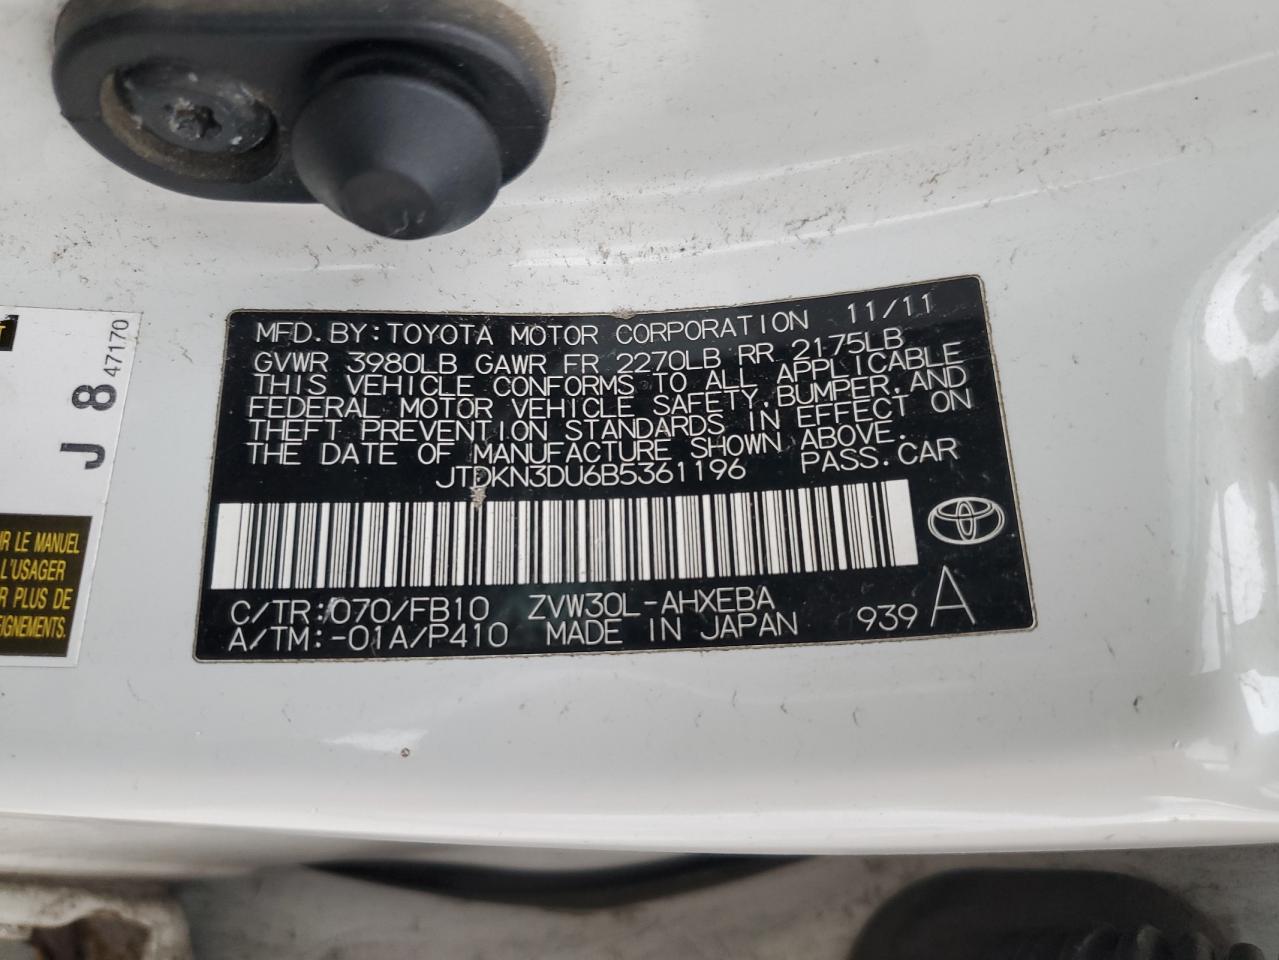 MFD.BY:TOYOTA MOTOR CORPORATION 11/11
GVWR 3980LB GAWR FR 2270LB RR 2175LB
THIS VEHICLE CONFORMS TO ALL APPLICABLE
FEDERAL MOTOR VEHICLE SAFETY,BUMPER,AND
THEFT PREVENTION STANDARDS IN EFFECT ON
THE DATE OF MANUFACTURE SHOWN ABOVE.
JTDKN3DU6B5361196 PASS.CAR
C/TR:070/FB10 ZVW30L-AHXEBA
A/TM:-01A/P410 MADE IN JAPAN 939 A
J 8 47170
R LE MANUEL
L'USAGER
R PLUS DE